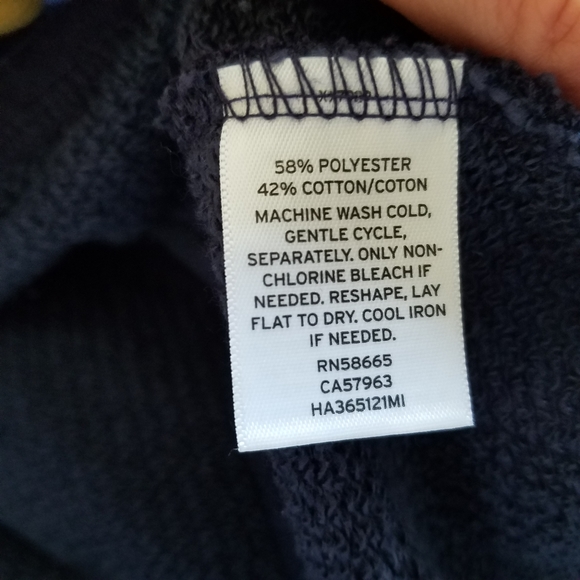 58% POLYESTER
42% COTTON/COTON
MACHINE WASH COLD,
GENTLE CYCLE,
SEPARATELY. ONLY NON-
CHLORINE BLEACH IF
NEEDED. RESHAPE, LAY
FLAT TO DRY. COOL IRON
IF NEEDED.
RN58665
CA57963
HA365121MI